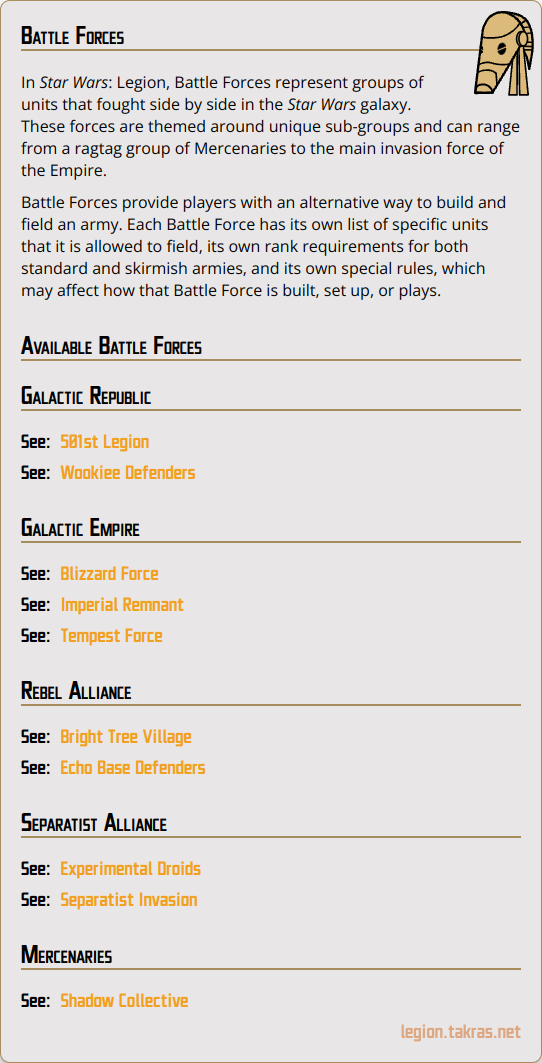 Battle Forces
In Star Wars: Legion, Battle Forces represent groups of
units that fought side by side in the Star Wars galaxy.
These forces are themed around unique sub-groups and can range
from a ragtag group of Mercenaries to the main invasion force of
the Empire.
Battle Forces provide players with an alternative way to build and
field an army. Each Battle Force has its own list of specific units
that it is allowed to field, its own rank requirements for both
standard and skirmish armies, and its own special rules, which
may affect how that Battle Force is built, set up, or plays.
Available Battle Forces
Galactic Republic
See: 501st Legion
See: Wookiee Defenders
Galactic Empire
See: Blizzard Force
See: Imperial Remnant
See: Tempest Force
Rebel Alliance
See: Bright Tree Village
See: Echo Base Defenders
Separatist Alliance
See: Experimental Droids
See: Separatist Invasion
Mercenaries
See: Shadow Collective
legion.takras.net